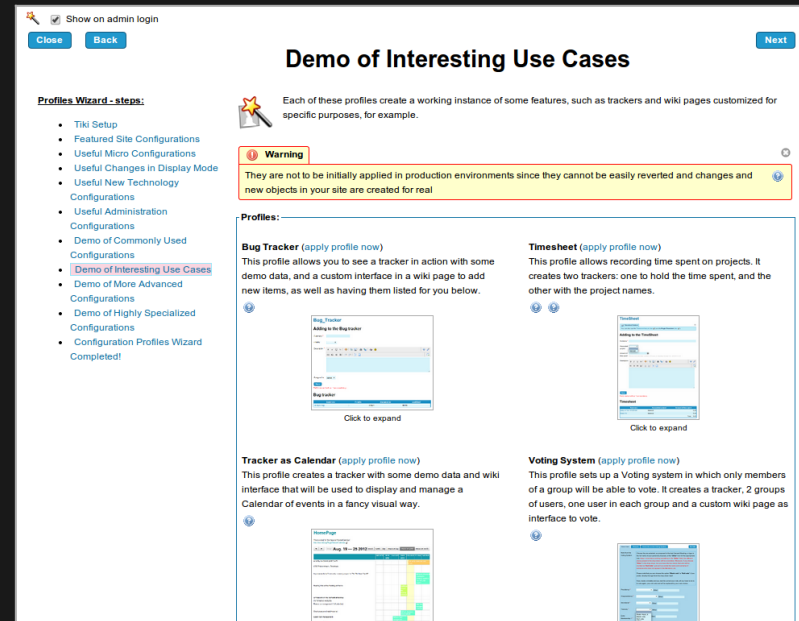 Show on admin login
Close
Back
Next
Demo of Interesting Use Cases
Profiles Wizard - steps:
Tiki Setup
Featured Site Configurations
Useful Micro Configurations
Useful Changes in Display Mode
Useful New Technology
Configurations
Useful Administration
Configurations
Demo of Commonly Used
Configurations
Demo of Interesting Use Cases
Demo of More Advanced
Configurations
Demo of Highly Specialized
Configurations
Configuration Profiles Wizard
Completed!
Each of these profiles create a working instance of some features, such as trackers and wiki pages customized for
specific purposes, for example.
Warning
They are not to be initially applied in production environments since they cannot be easily reverted and changes and
new objects in your site are created for real
Profiles:
Bug Tracker (apply profile now)
This profile allows you to see a tracker in action with some
demo data, and a custom interface in a wiki page to add
new items, as well as having them listed for you below.
Bug_Tracker
Adding to the Bug tracker
Bug tracker
Click to expand
Timesheet (apply profile now)
This profile allows recording time spent on projects. It
creates two trackers: one to hold the time spent, and the
other with the project names.
TimeSheet
Adding to the TimeSheet
Timesheet
Click to expand
Tracker as Calendar (apply profile now)
This profile creates a tracker with some demo data and wiki
interface that will be used to display and manage a
Calendar of events in a fancy visual way.
HomePage
Voting System (apply profile now)
This profile sets up a Voting system in which only members
of a group will be able to vote. It creates a tracker, 2 groups
of users, one user in each group and a custom wiki page as
interface to vote.